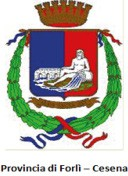 Provincia di Forlì – Cesena